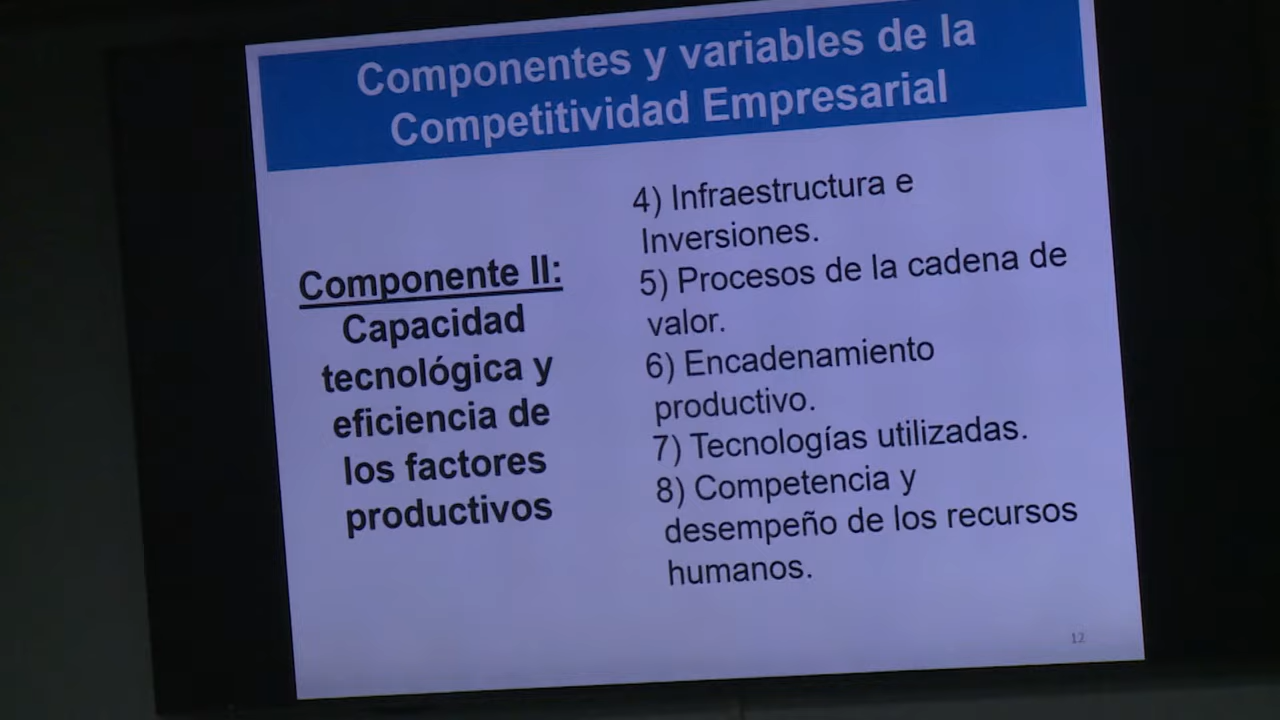 Componentes y variables de la
Competitividad Empresarial
Componente II:
Capacidad
tecnológica y
eficiencia de
los factores
productivos
4) Infraestructura e
Inversiones.
5) Procesos de la cadena de
valor.
6) Encadenamiento
productivo.
7) Tecnologías utilizadas.
8) Competencia y
desempeño de los recursos
humanos.
12